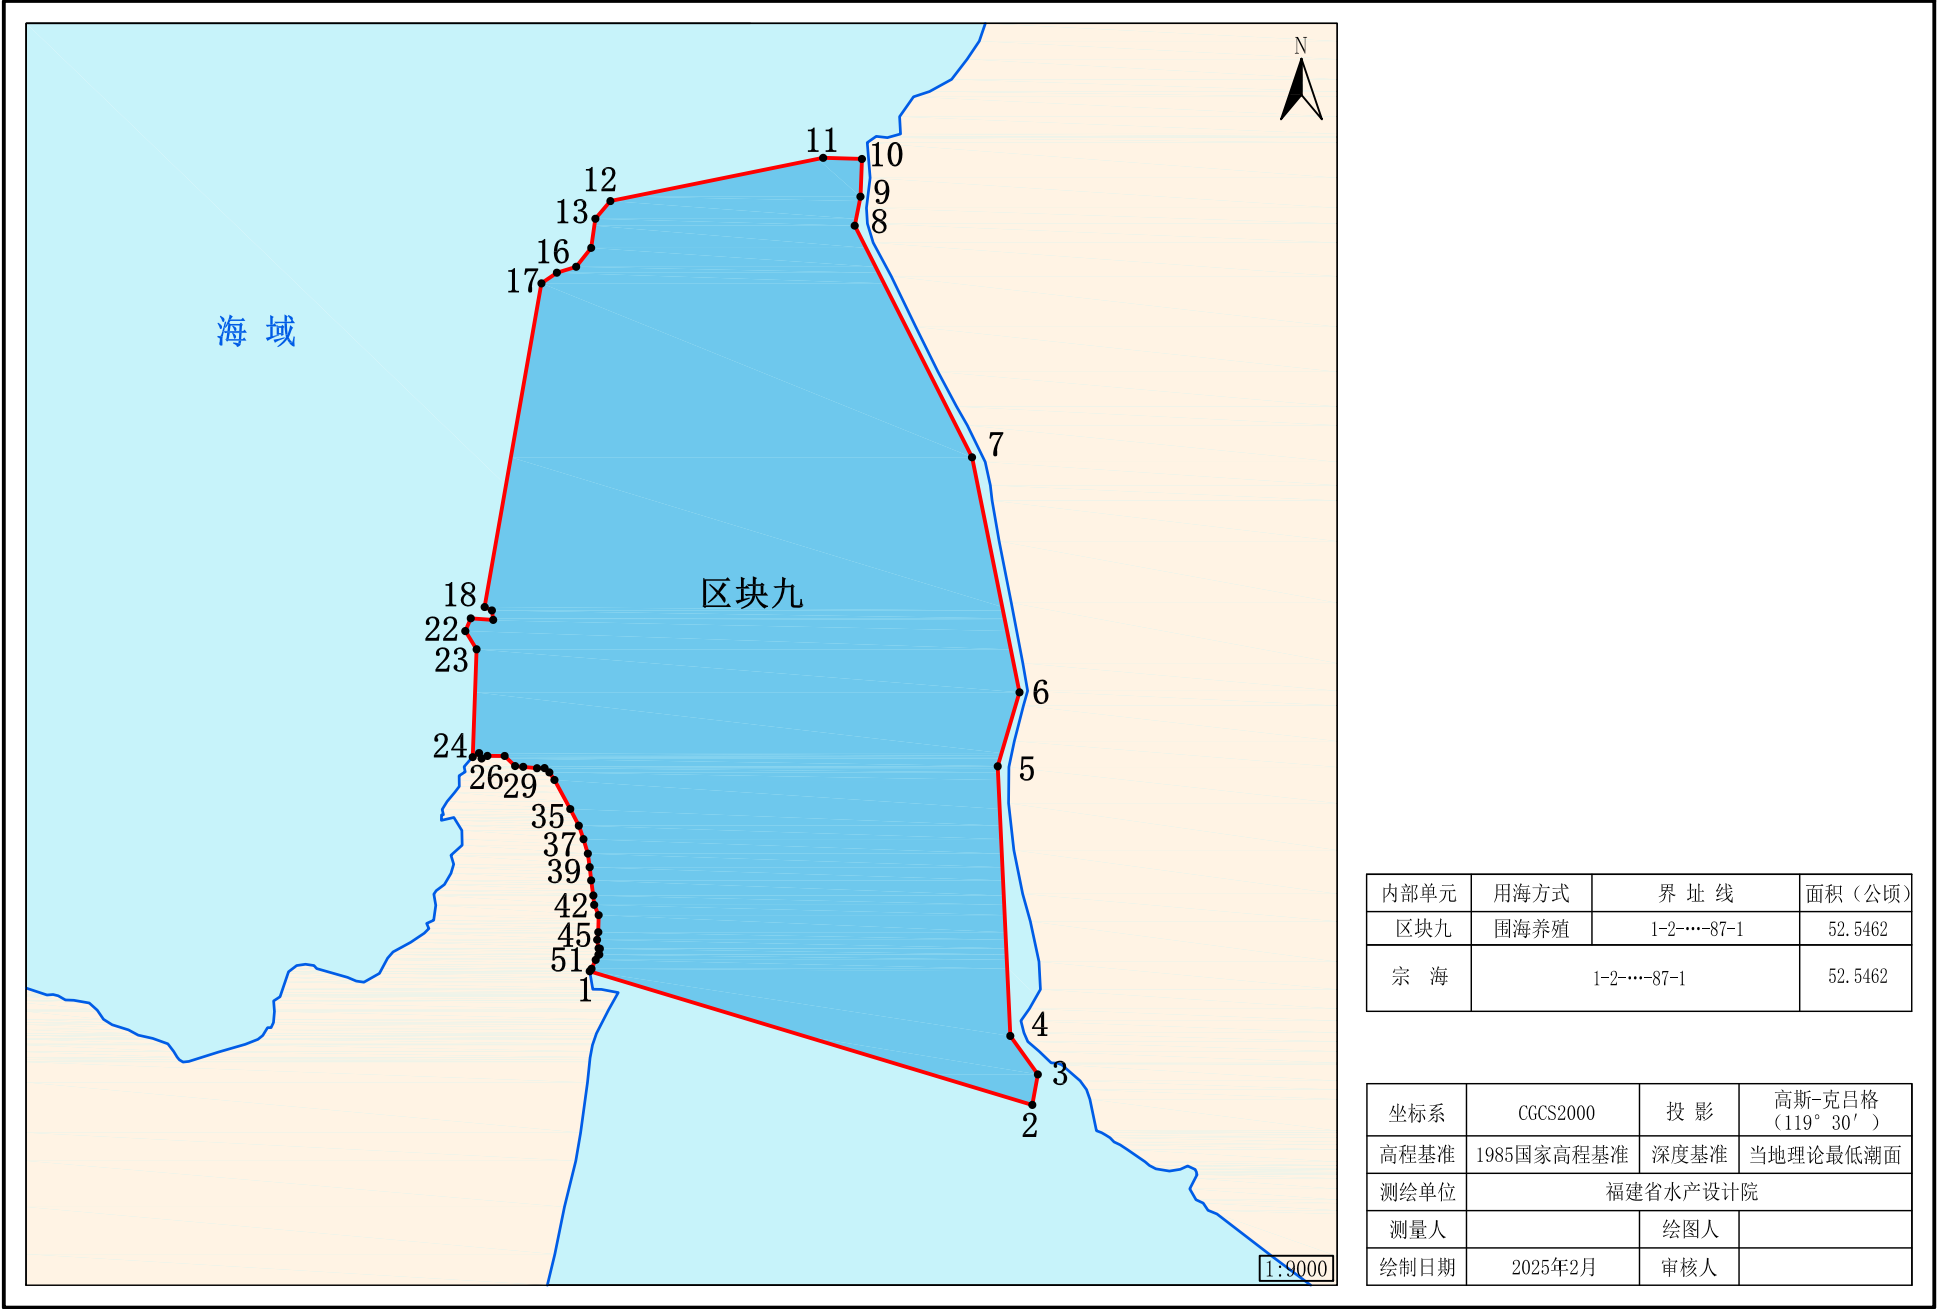 N
11
10
12
9
13
8
16
17
海 域
7
区块九
18
22
23
6
24
5
26
29
35
37
39
42
45
51
1
4
3
2
1:9000
内部单元 用海方式 界 址 线 面积（公顷）
区块九 围海养殖 1-2-…-87-1 52.5462
宗 海 1-2-…-87-1 52.5462
坐标系 CGCS2000 投 影 高斯-克吕格
（119°30′）
高程基准 1985国家高程基准 深度基准 当地理论最低潮面
测绘单位 福建省水产设计院
测量人 绘图人
绘制日期 2025年2月 审核人